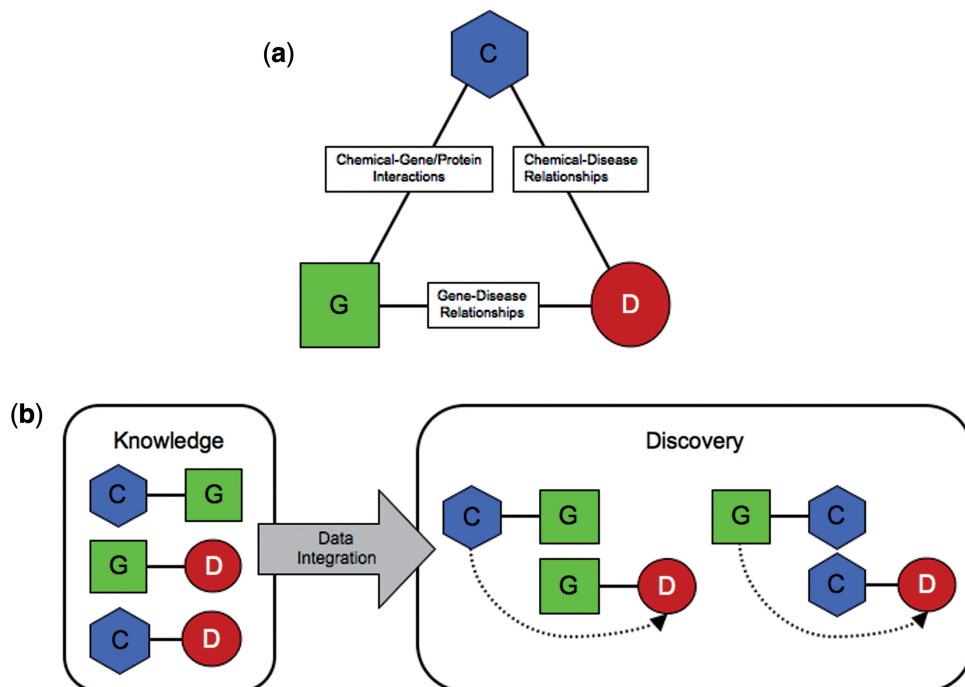 (a)
C
Chemical-Gene/Protein
Interactions
Chemical-Disease
Relationships
G
Gene-Disease
Relationships
D
(b)
Knowledge
C G
G D
C D
Data
Integration
Discovery
C G
G D
G C
C D